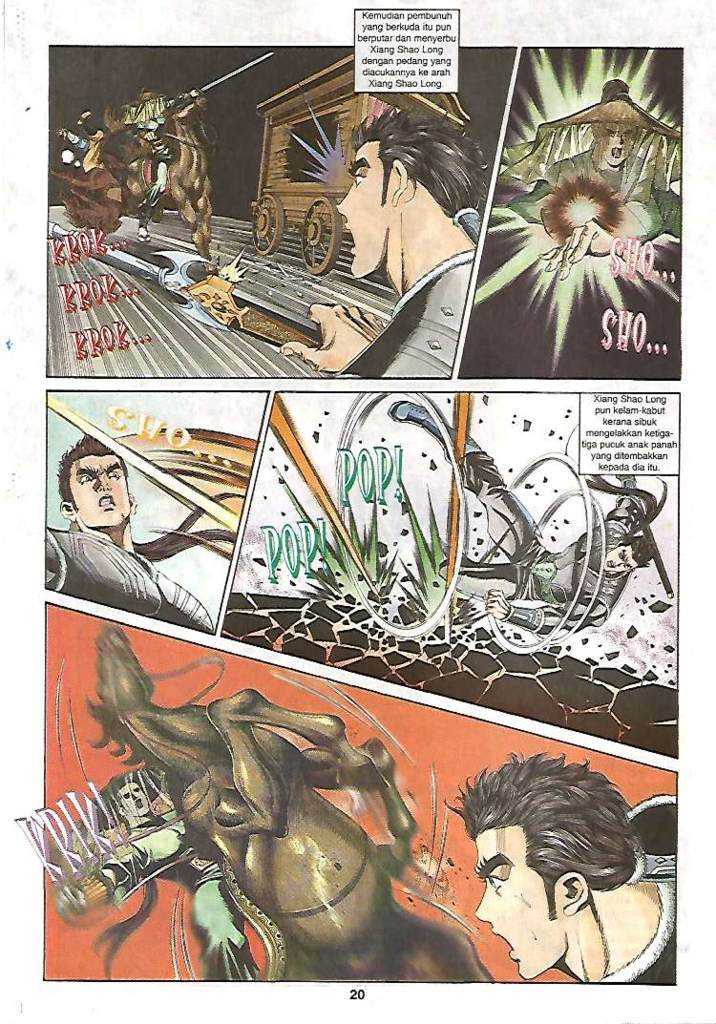 Kemudian pembunuh
yang berkuda itu pun
berputar dan menyerbu
Xiang Shao Long
dengan pedang yang
diacukannya ke arah
Xiang Shao Long.
KROK...
KROK...
KROK...
SHO...
SHO...
SHO...
POP!
POP!
Xiang Shao Long
pun kelam-kabut
kerana sibuk
mengelakkan ketiga-
tiga pucuk anak panah
yang ditembakkan
kepada dia itu.
KRIK...
20